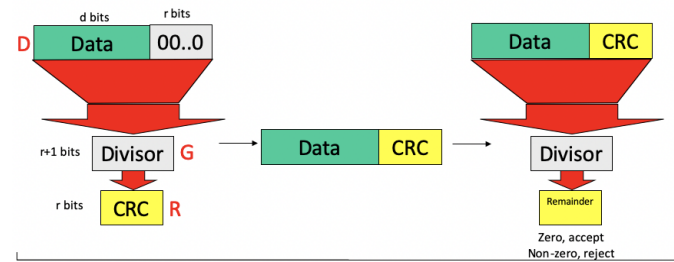 d bits
r bits
D
Data
00..0
r+1 bits
Divisor
G
r bits
CRC
R
Data
CRC
Data
CRC
Divisor
Remainder
Zero, accept
Non-zero, reject